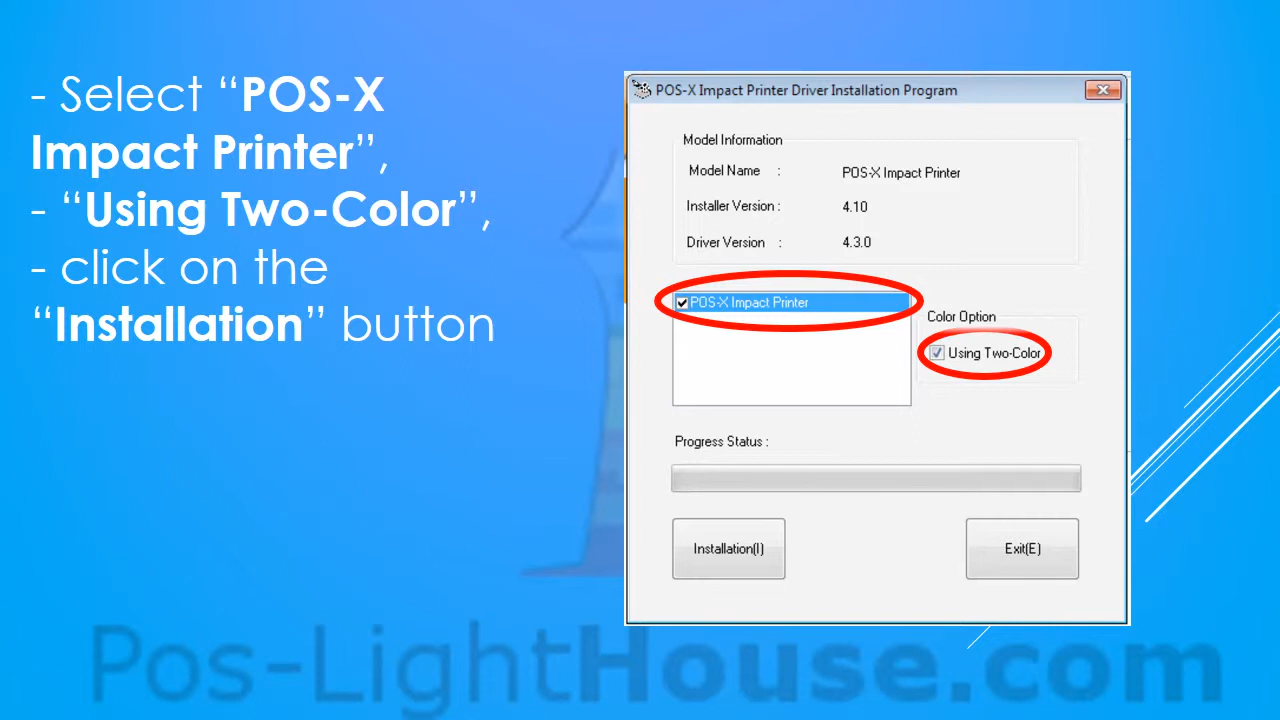 - Select “POS-X
Impact Printer”,
- “Using Two-Color”,
- click on the
“Installation” button
POS-X Impact Printer Driver Installation Program
Model Information
Model Name : POS-X Impact Printer
Installer Version : 4.10
Driver Version : 4.3.0
POS-X Impact Printer
Color Option
Using Two-Color
Progress Status :
Installation(I)
Exit(E)
Pos-LightHouse.com